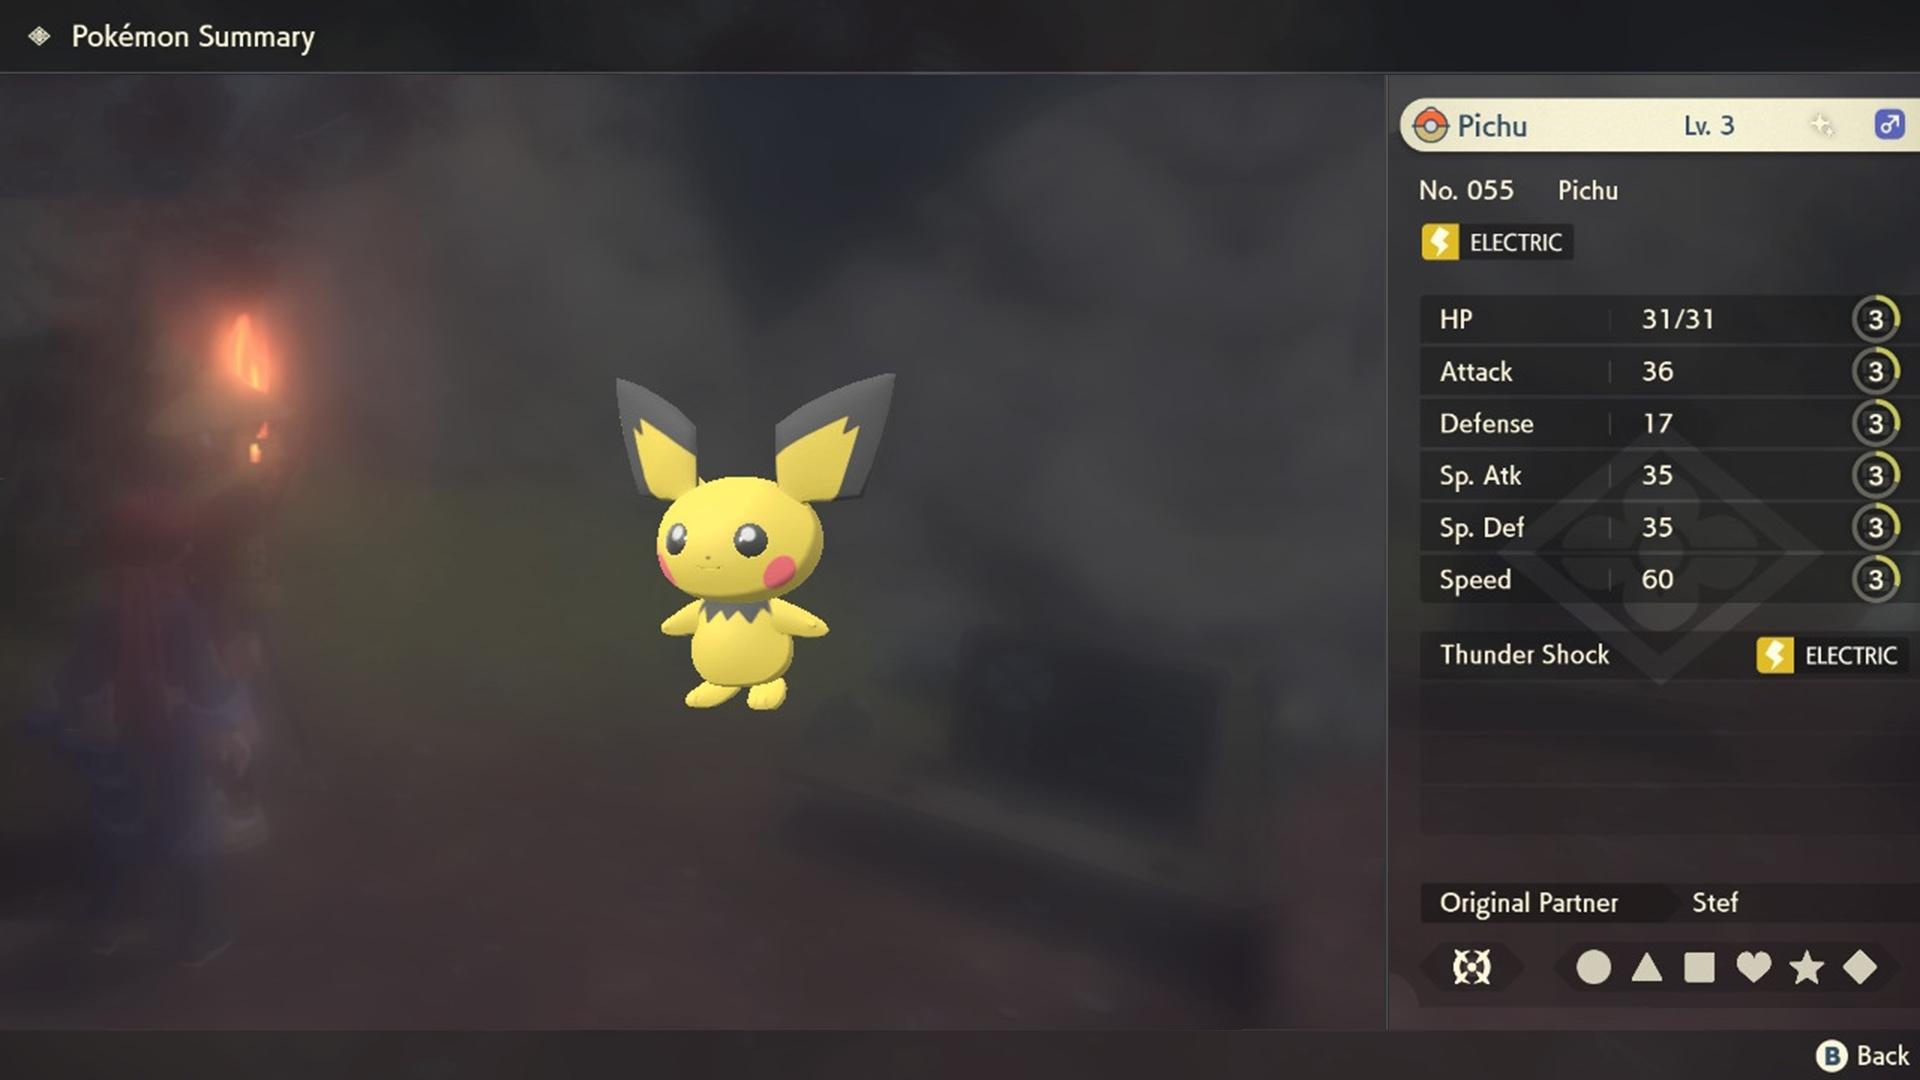 Pokémon Summary
Pichu Lv. 3
No. 055 Pichu
ELECTRIC
HP 31/31 3
Attack 36 3
Defense 17 3
Sp. Atk 35 3
Sp. Def 35 3
Speed 60 3
Thunder Shock ELECTRIC
Original Partner Stef
B Back